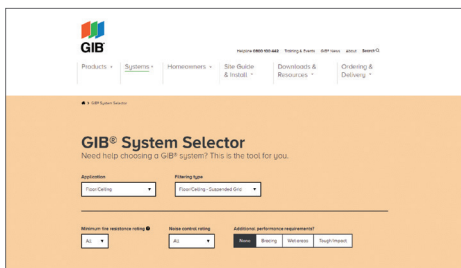 GIB
Helpline 0800 100 442 Training & Events GIB® News About Search
Products Systems Homeowners Site Guide & Install Downloads & Resources Ordering & Delivery
> GIB® System Selector
GIB® System Selector
Need help choosing a GIB® system? This is the tool for you.
Application Filtering type
Floor/Ceiling Floor/Ceiling - Suspended Grid
Minimum fire resistance rating Noise control rating Additional performance requirements?
All All None Bracing Wet areas Tough/Impact